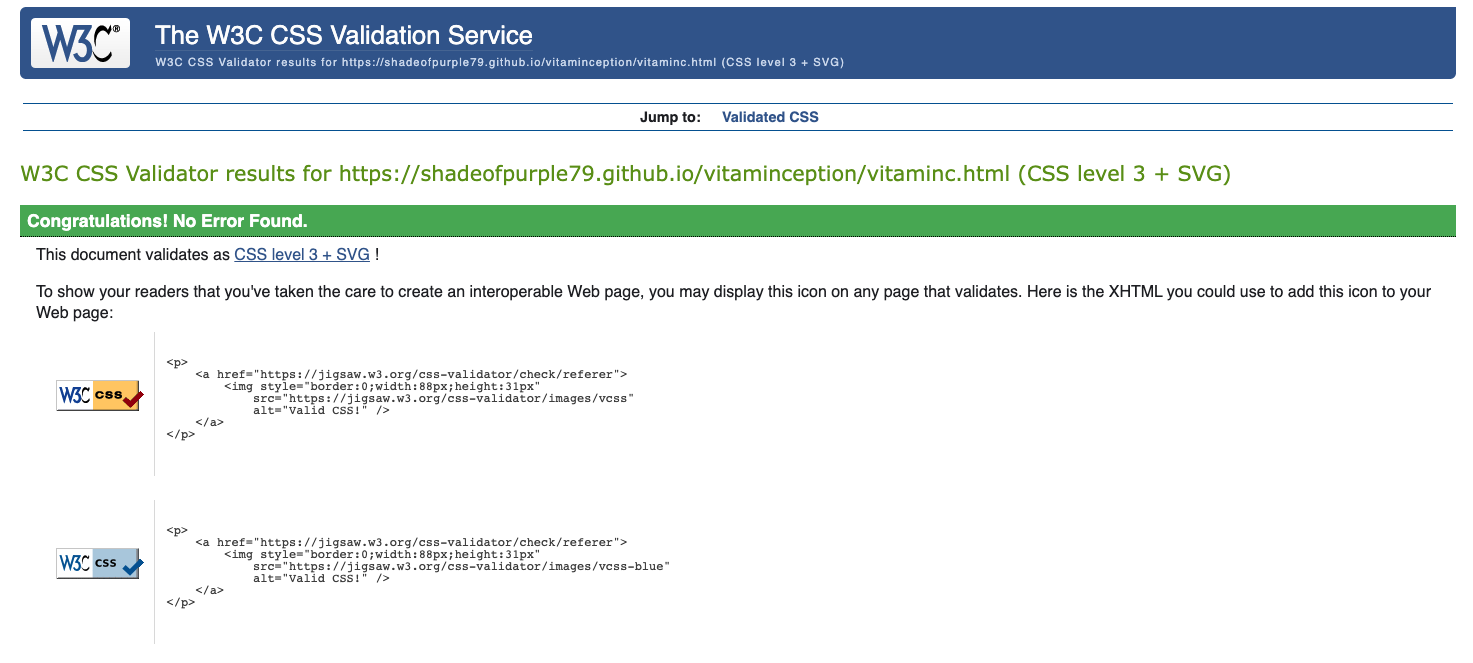 W3C®
The W3C CSS Validation Service
W3C CSS Validator results for https://shadeofpurple79.github.io/vitaminception/vitaminc.html (CSS level 3 + SVG)
Jump to: Validated CSS
W3C CSS Validator results for https://shadeofpurple79.github.io/vitaminception/vitaminc.html (CSS level 3 + SVG)
Congratulations! No Error Found.
This document validates as CSS level 3 + SVG !
To show your readers that you've taken the care to create an interoperable Web page, you may display this icon on any page that validates. Here is the XHTML you could use to add this icon to your
Web page:
<p>
    <a href="https://jigsaw.w3.org/css-validator/check/referer">
        <img style="border:0;width:88px;height:31px"
            src="https://jigsaw.w3.org/css-validator/images/vcss"
            alt="Valid CSS!" />
    </a>
</p>
W3C css
<p>
    <a href="https://jigsaw.w3.org/css-validator/check/referer">
        <img style="border:0;width:88px;height:31px"
            src="https://jigsaw.w3.org/css-validator/images/vcss-blue"
            alt="Valid CSS!" />
    </a>
</p>
W3C css